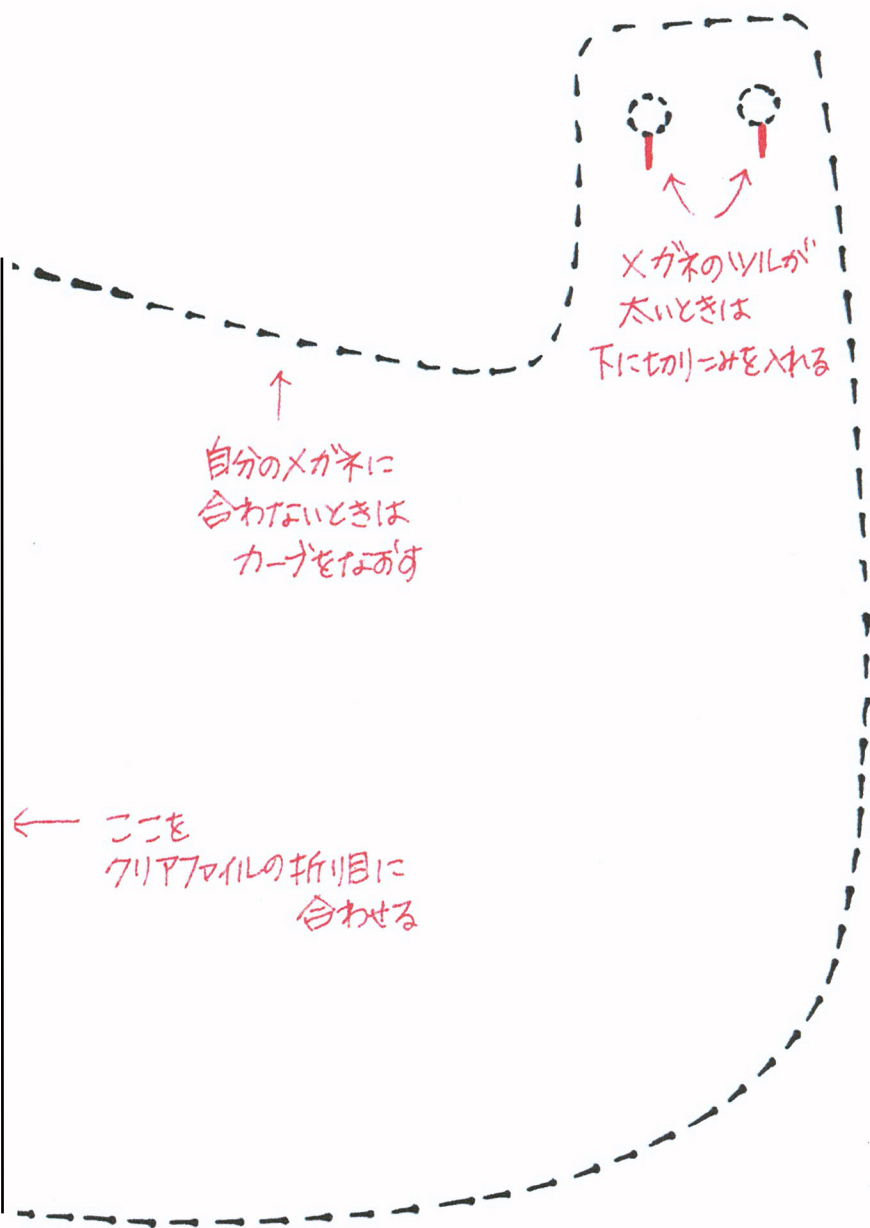 メガネのツルが
太いときは
下に切りこみを入れる
自分のメガネに
合わないときは
カーブをなおす
ここを
クリアファイルの折り目に
合わせる